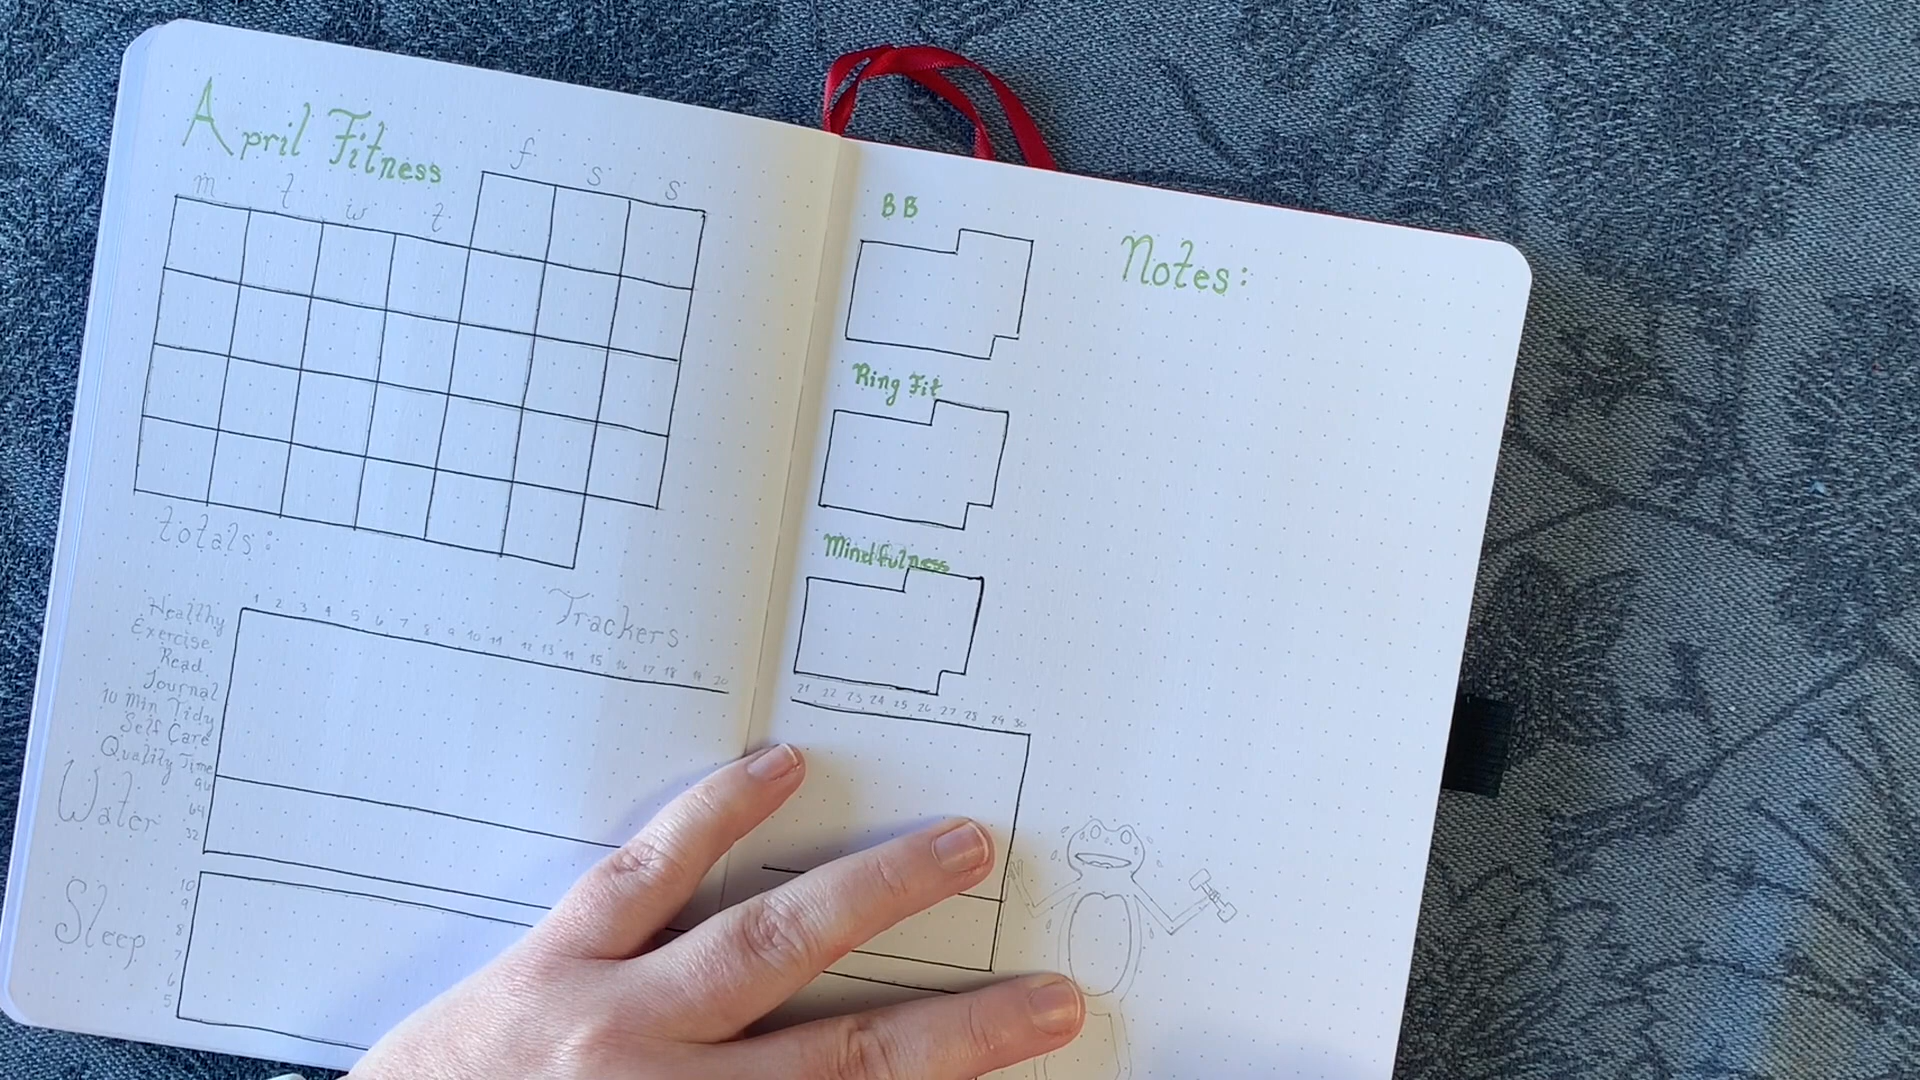 April Fitness
m t w t f s s
totals:
Trackers
1 2 3 4 5 6 7 8 9 10 11 12 13 14 15 16 17 18 19 20
Healthy
Exercise
Read
Journal
10 Min Tidy
Self Care
Quality Time
Water
96
64
32
Sleep
10
9
8
7
6
5
BB
Ring Fit
Mindfulness
21 22 23 24 25 26 27 28 29 30
Notes: